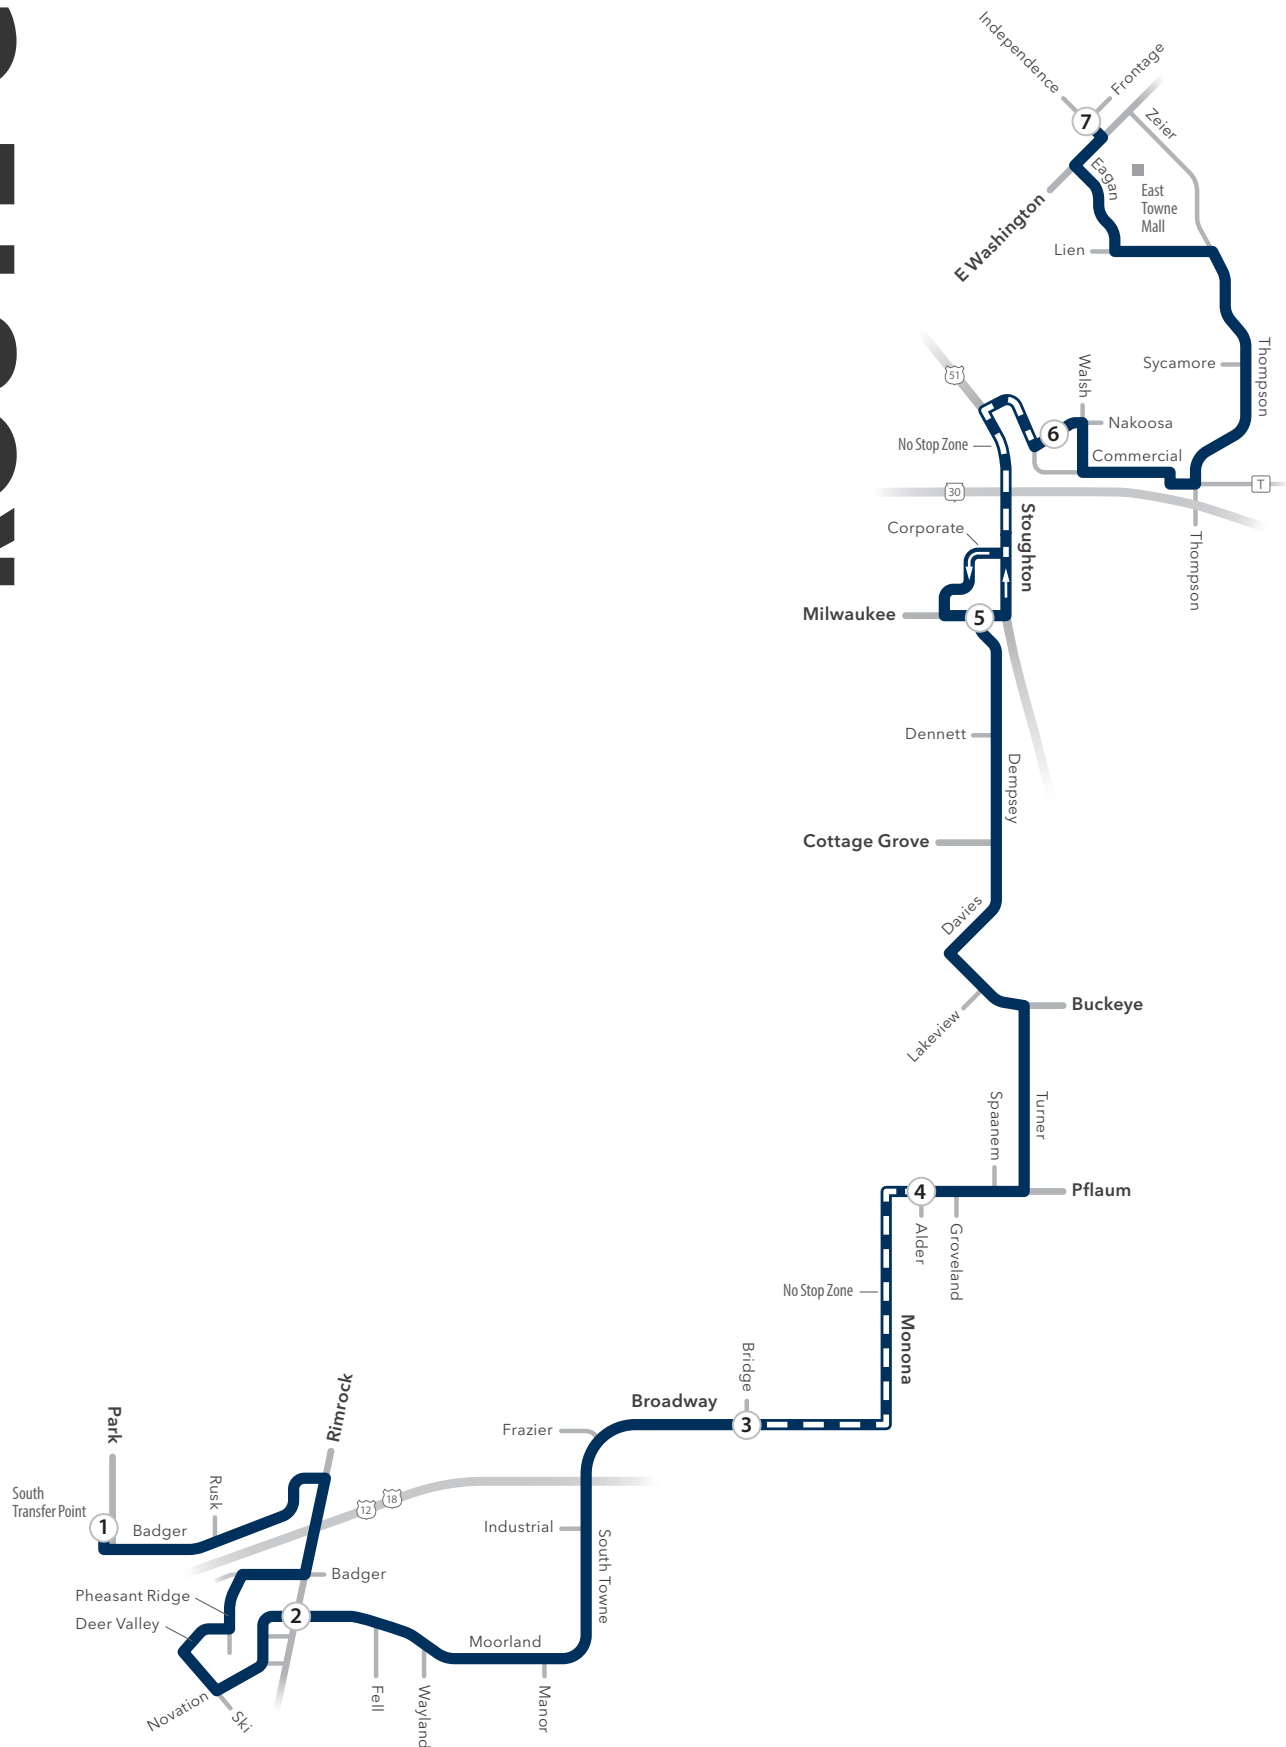 Independence
Frontage
7
Zeier
Eagan
East
Towne
Mall
E Washington
Lien
Thompson
Sycamore
51
Walsh
6
Nakoosa
No Stop Zone
Commercial
30
T
Stoughton
Corporate
Thompson
Milwaukee
5
Dennett
Dempsey
Cottage Grove
Davies
Buckeye
Lakeview
Spaanem
Turner
4
Pflaum
Alder
Groveland
No Stop Zone
Monona
Bridge
Broadway
3
Rimrock
Park
Frazier
South
Transfer Point
Rusk
12
18
1
Badger
Industrial
South Towne
Badger
Pheasant Ridge
2
Deer Valley
Moorland
Novation
Ski
Fell
Wayland
Manor